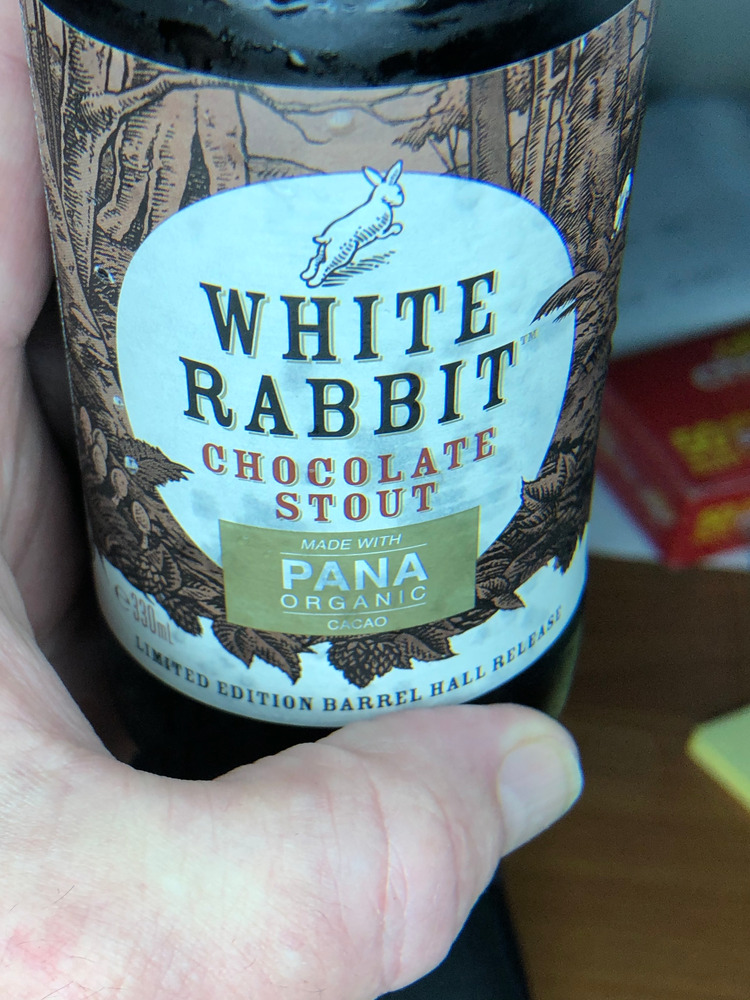 WHITE
RABBIT™
CHOCOLATE
STOUT
MADE WITH
PANA
ORGANIC
CACAO
℮330mL
LIMITED EDITION BARREL HALL RELEASE